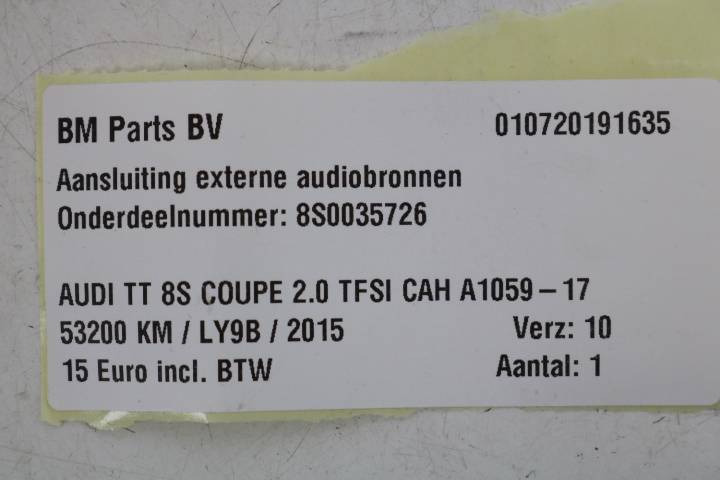 BM Parts BV 010720191635
Aansluiting externe audiobronnen
Onderdeelnummer: 8S0035726
AUDI TT 8S COUPE 2.0 TFSI CAH A1059 – 17
53200 KM / LY9B / 2015 Verz: 10
15 Euro incl. BTW Aantal: 1